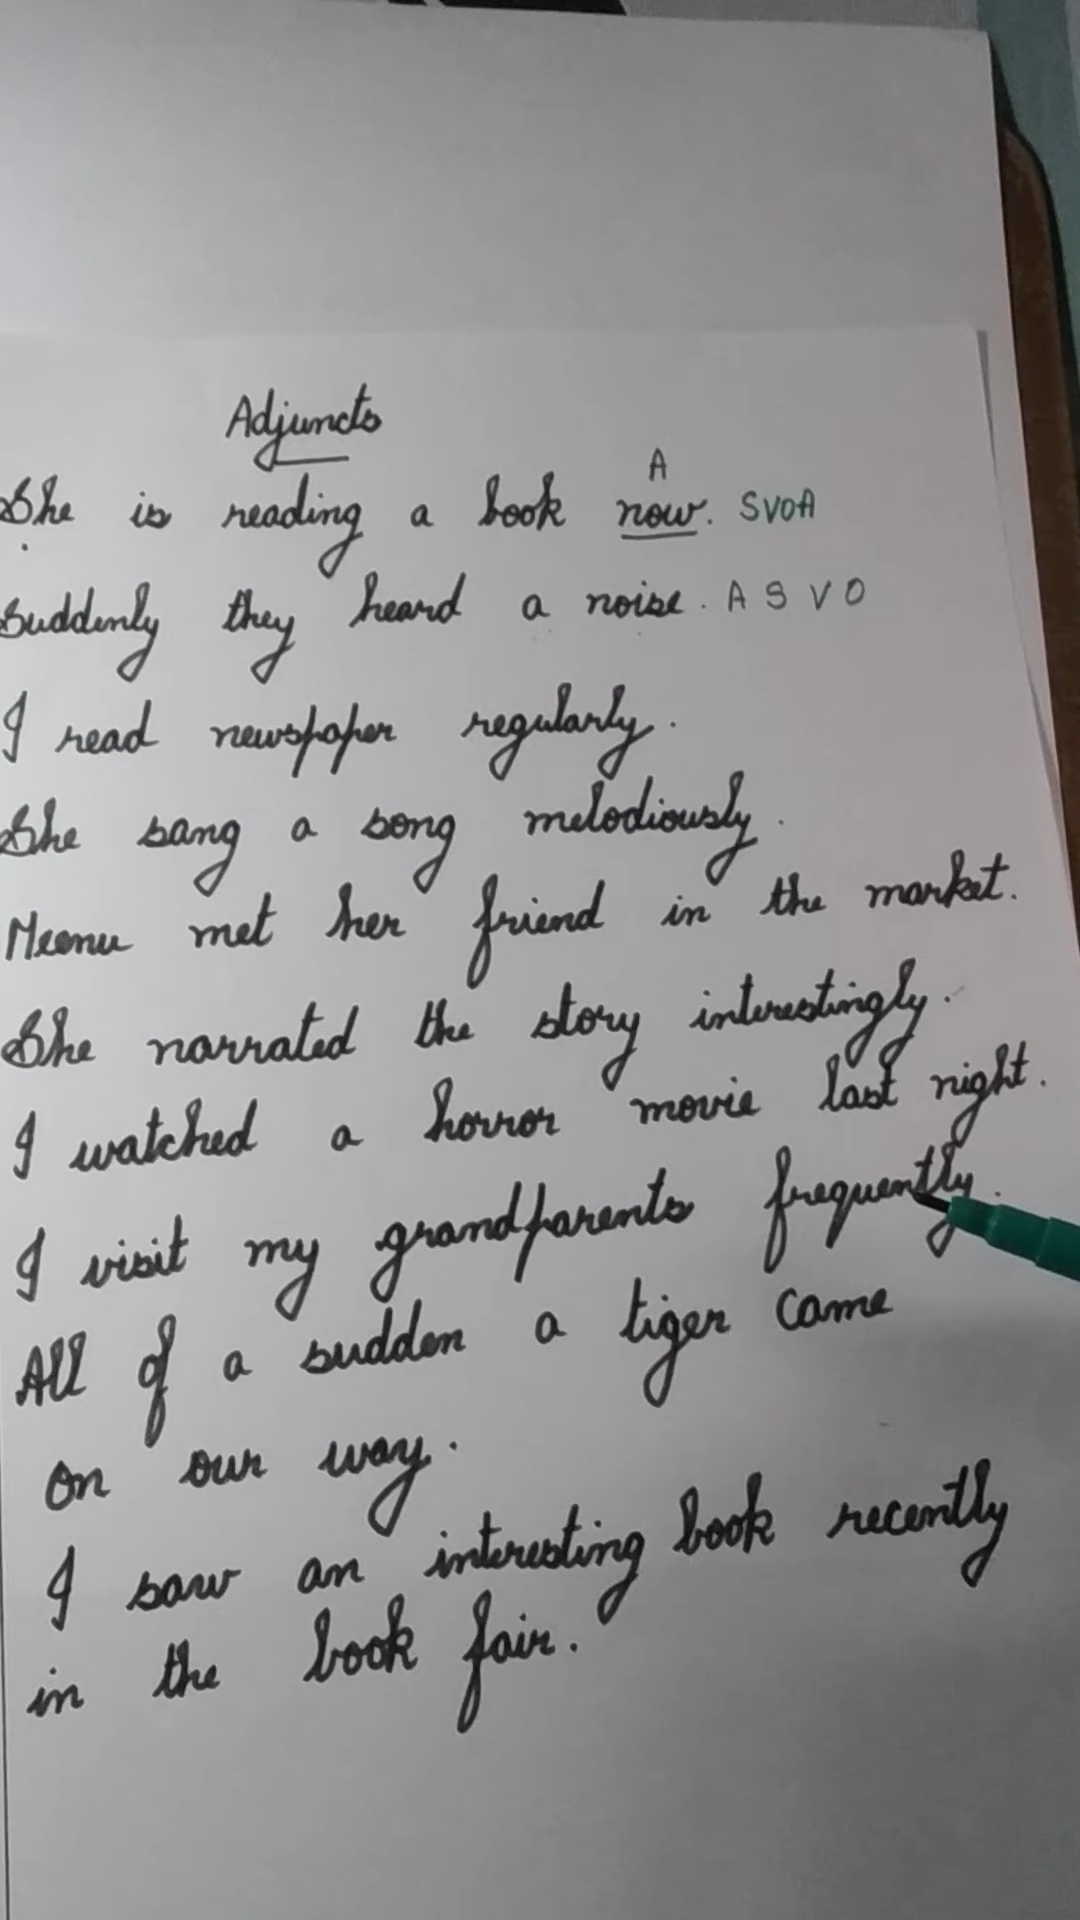 Adjuncts
A
She is reading a book now. SVOA
Suddenly they heard a noise. A S V O
I read newspaper regularly.
She sang a song melodiously.
Meenu met her friend in the market.
She narrated the story interestingly.
I watched a horror movie last night.
I visit my grandparents frequently.
All of a sudden a tiger came
on our way.
I saw an interesting book recently
in the book fair.